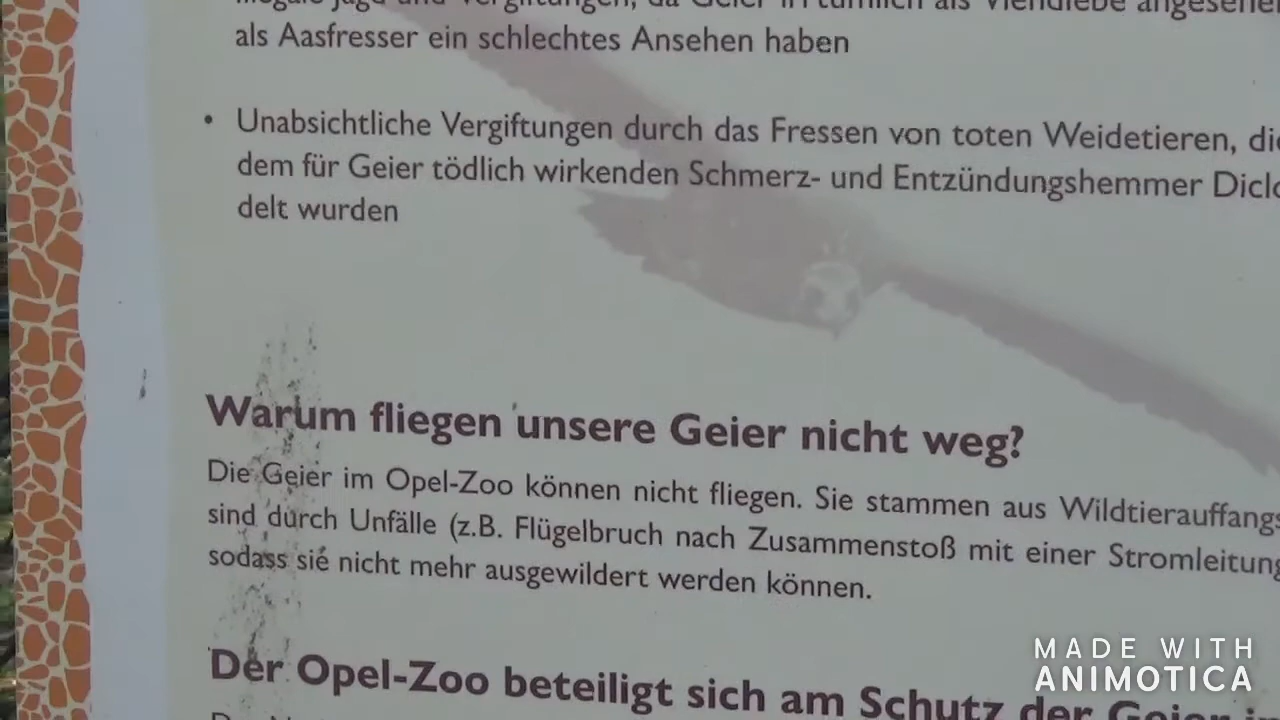 als Aasfresser ein schlechtes Ansehen haben
• Unabsichtliche Vergiftungen durch das Fressen von toten Weidetieren,
dem für Geier tödlich wirkenden Schmerz- und Entzündungshemmer
delt wurden
Warum fliegen unsere Geier nicht weg?
Die Geier im Opel-Zoo können nicht fliegen. Sie stammen aus Wildtierauffangs
sind durch Unfälle (z.B. Flügelbruch nach Zusammenstoß mit einer Stromleitung
sodass sie nicht mehr ausgewildert werden können.
Der Opel-Zoo beteiligt sich am Schutz der Geier
MADE WITH
ANIMOTICA